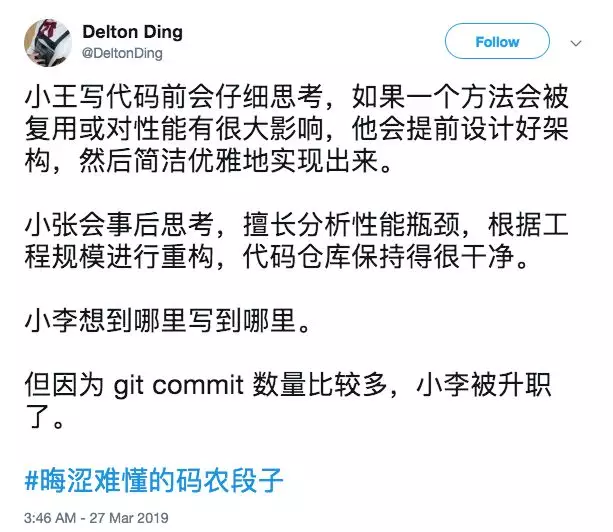 Delton Ding
@DeltonDing
Follow
小王写代码前会仔细思考，如果一个方法会被
复用或对性能有很大影响，他会提前设计好架
构，然后简洁优雅地实现出来。
小张会事后思考，擅长分析性能瓶颈，根据工
程规模进行重构，代码仓库保持得很干净。
小李想到哪里写到哪里。
但因为 git commit 数量比较多，小李被升职
了。
#晦涩难懂的码农段子
3:46 AM - 27 Mar 2019